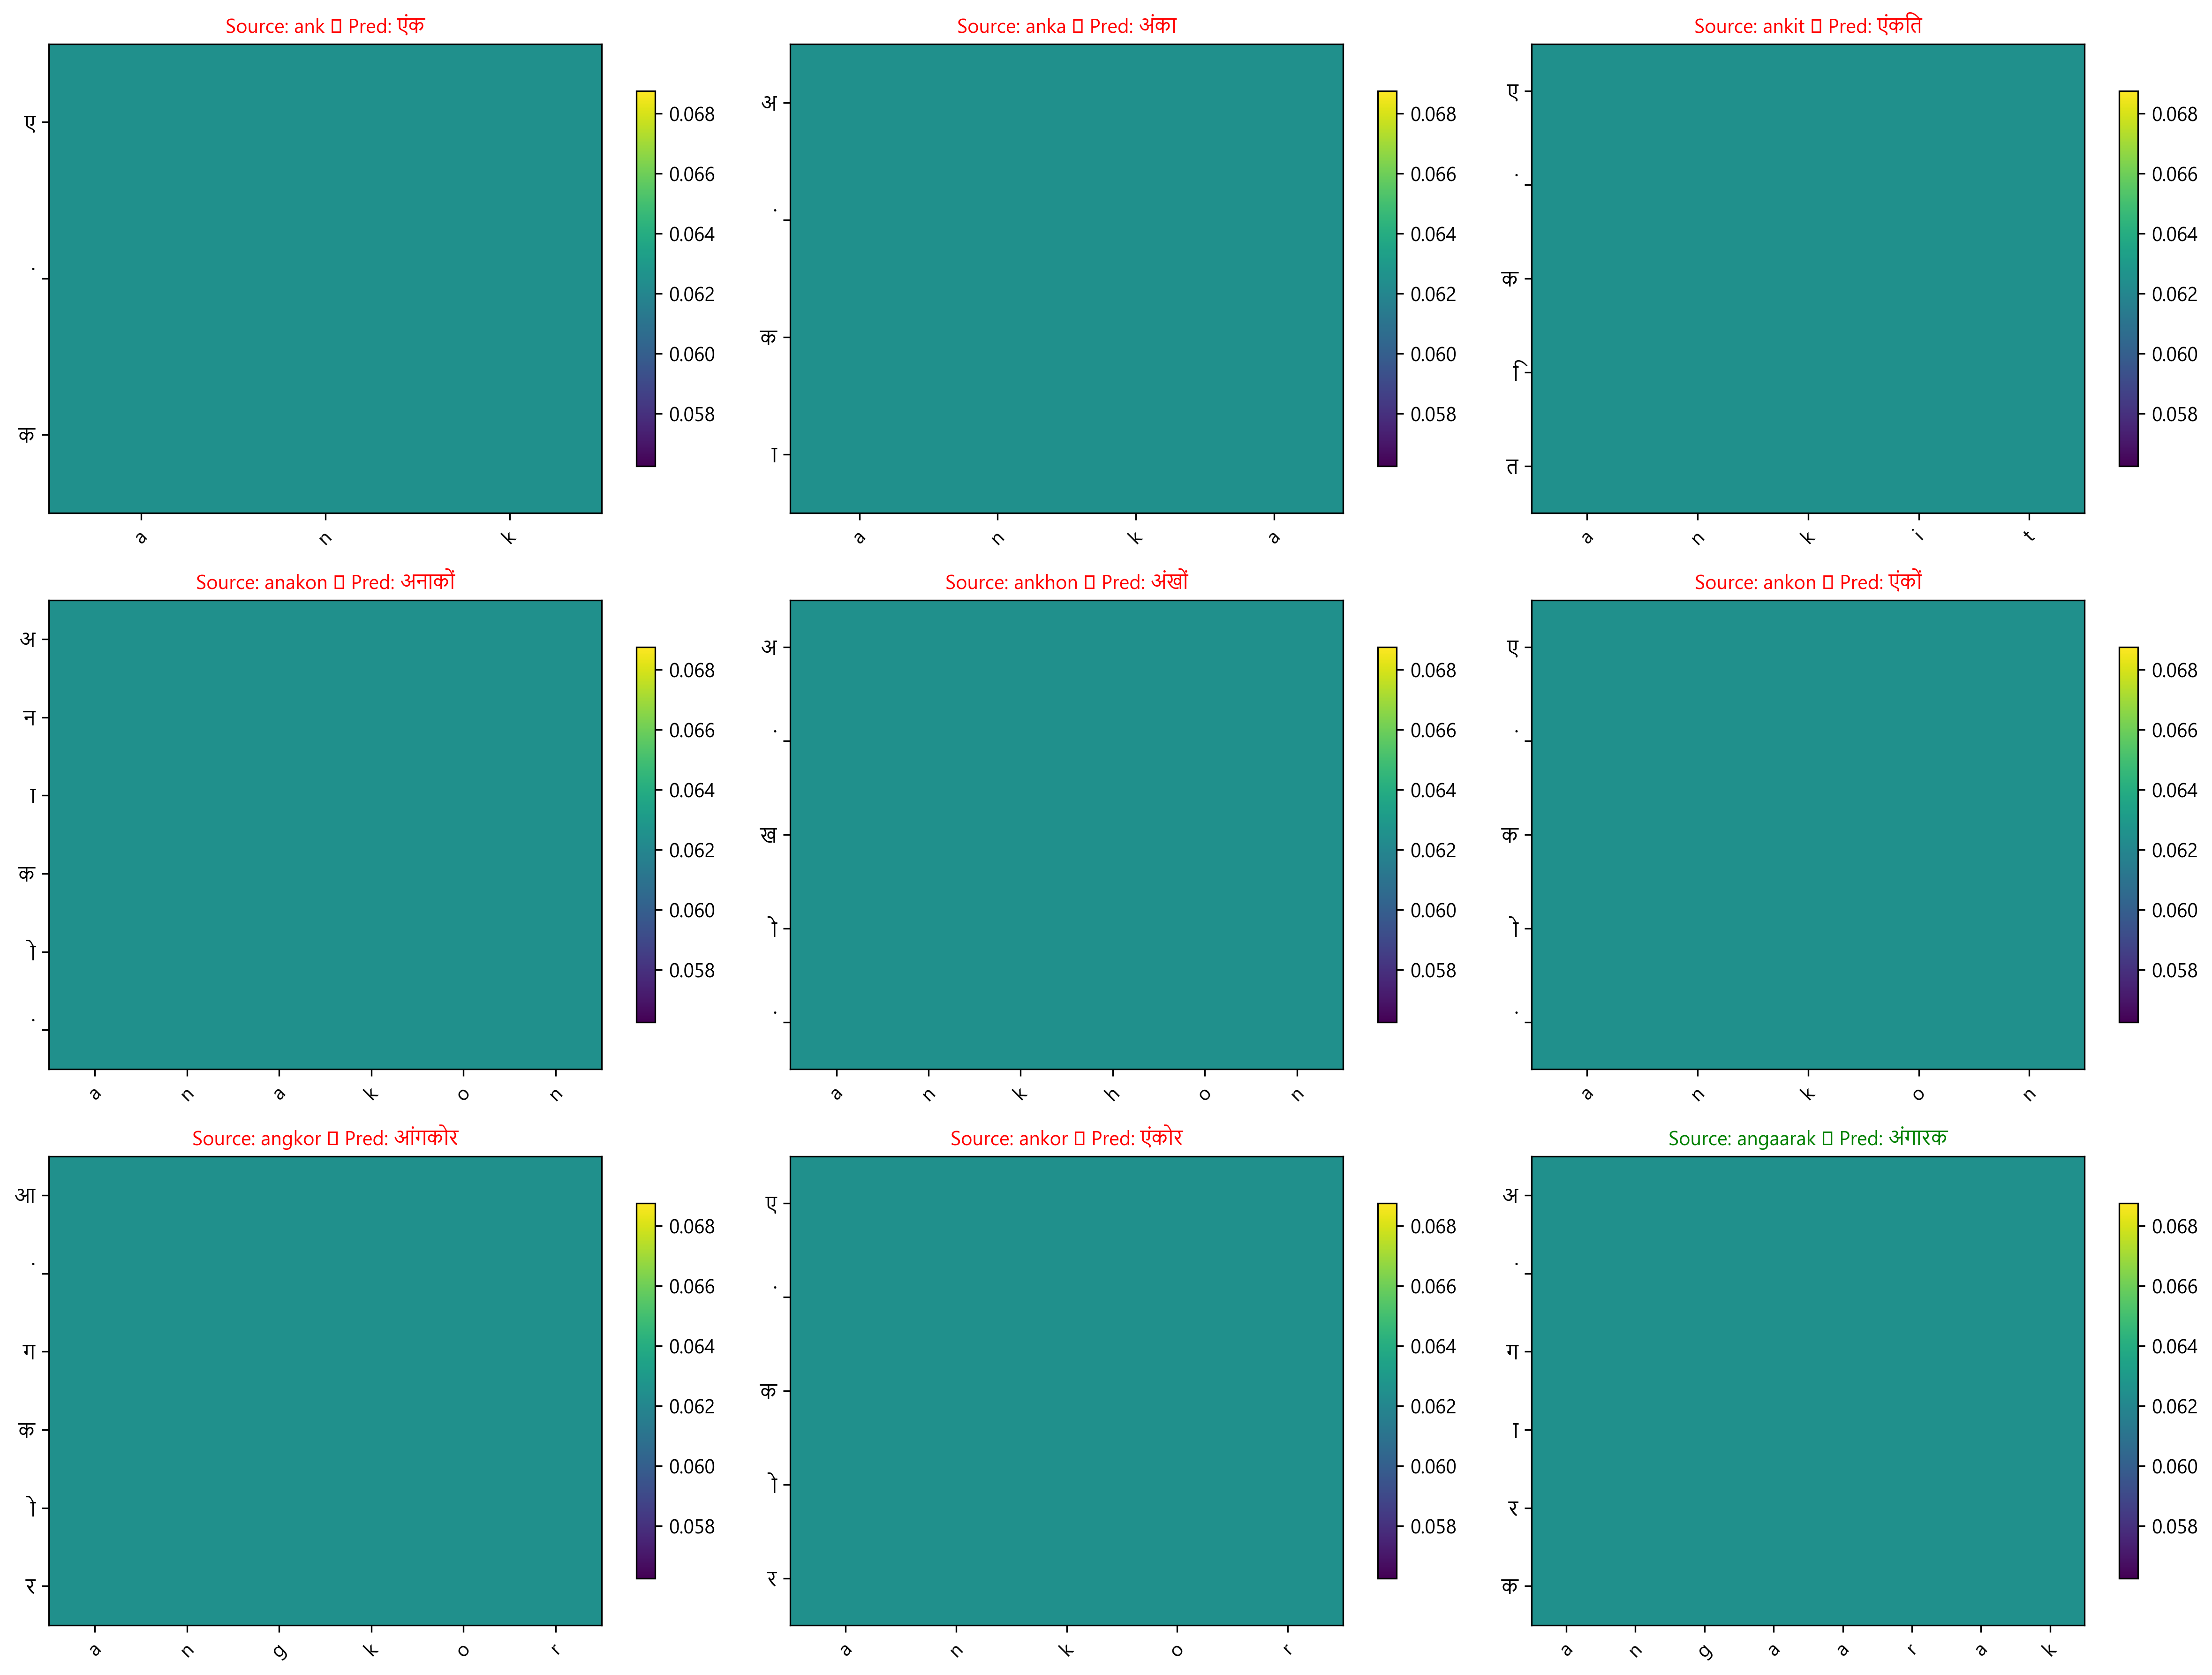 Source: ank □ Pred: एंक
ए
ं
क
a n k
0.068
0.066
0.064
0.062
0.060
0.058
Source: anka □ Pred: अंका
अ
ं
क
ा
a n k a
0.068
0.066
0.064
0.062
0.060
0.058
Source: ankit □ Pred: एंकति
ए
ं
क
ि
त
a n k i t
0.068
0.066
0.064
0.062
0.060
0.058
Source: anakon □ Pred: अनाकों
अ
न
ा
क
ो
ं
a n a k o n
0.068
0.066
0.064
0.062
0.060
0.058
Source: ankhon □ Pred: अंखों
अ
ं
ख
ो
ं
a n k h o n
0.068
0.066
0.064
0.062
0.060
0.058
Source: ankon □ Pred: एंकों
ए
ं
क
ो
ं
a n k o n
0.068
0.066
0.064
0.062
0.060
0.058
Source: angkor □ Pred: आंगकोर
आ
ं
ग
क
ो
र
a n g k o r
0.068
0.066
0.064
0.062
0.060
0.058
Source: ankor □ Pred: एंकोर
ए
ं
क
ो
र
a n k o r
0.068
0.066
0.064
0.062
0.060
0.058
Source: angaarak □ Pred: अंगारक
अ
ं
ग
ा
र
क
a n g a a r a k
0.068
0.066
0.064
0.062
0.060
0.058